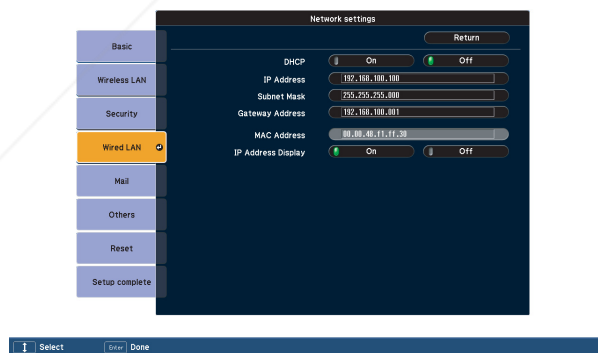 Network settings
Return
Basic
DHCP On Off
Wireless LAN
IP Address 192.168.100.100
Subnet Mask 255.255.255.000
Security
Gateway Address 192.168.100.001
MAC Address 00.00.48.f1.ff.30
Wired LAN
IP Address Display On Off
Mail
Others
Reset
Setup complete
Select Enter Done